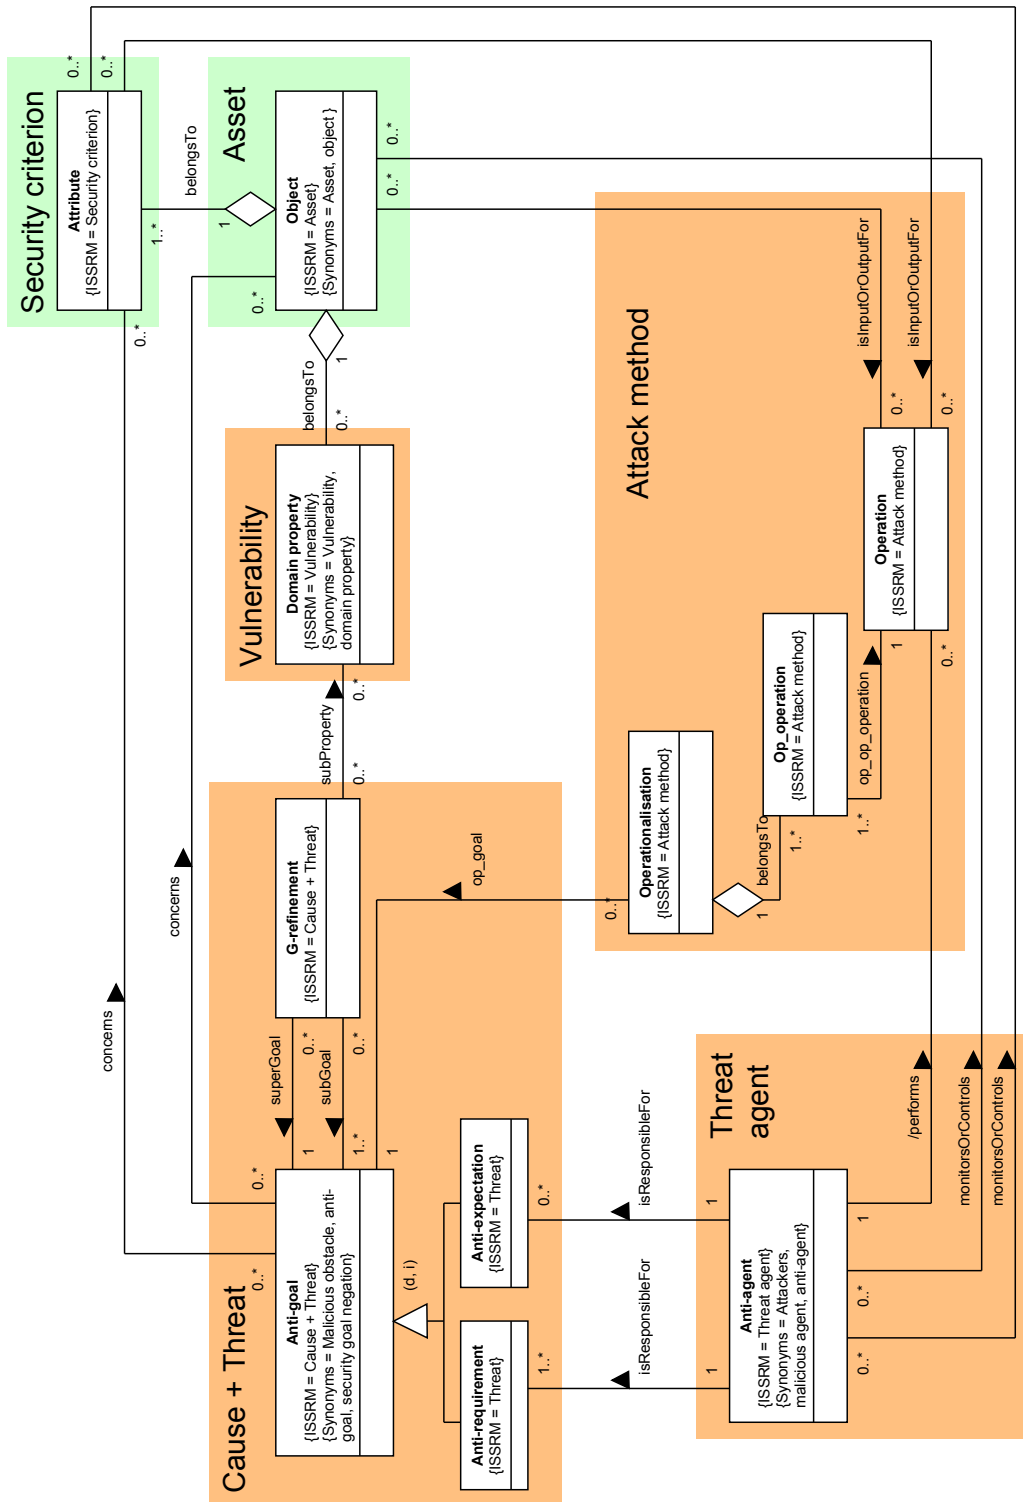 Security criterion
Attribute
{ISSRM = Security criterion}
0..*
0..*
0..*
1..*
belongsTo
1
Asset
Object
{ISSRM = Asset}
{Synonyms = Asset, object }
0..*
0..*
0..*
1
belongsTo
0..*
concerns
concerns
Vulnerability
Domain property
{ISSRM = Vulnerability}
{Synonyms = Vulnerability,
domain property}
0..*
subProperty
0..*
Cause + Threat
G-refinement
{ISSRM = Cause + Threat}
superGoal
0..*
1
subGoal
0..*
1..*
op_goal
1
0..*
0..*
0..*
Anti-goal
{ISSRM = Cause + Threat}
{Synonyms = Malicious obstacle, anti-
goal, security goal negation}
(d, i)
Anti-expectation
{ISSRM = Threat}
0..*
Anti-requirement
{ISSRM = Threat}
1..*
isResponsibleFor
1
isResponsibleFor
1
Attack method
Operationalisation
{ISSRM = Attack method}
belongsTo
1
1..*
Op_operation
{ISSRM = Attack method}
op_op_operation
1..*
1
Operation
{ISSRM = Attack method}
isInputOrOutputFor
0..*
isInputOrOutputFor
0..*
0..*
Threat
agent
Anti-agent
{ISSRM = Threat agent}
{Synonyms = Attackers,
malicious agent, anti-agent}
/performs
1
monitorsOrControls
0..*
monitorsOrControls
0..*